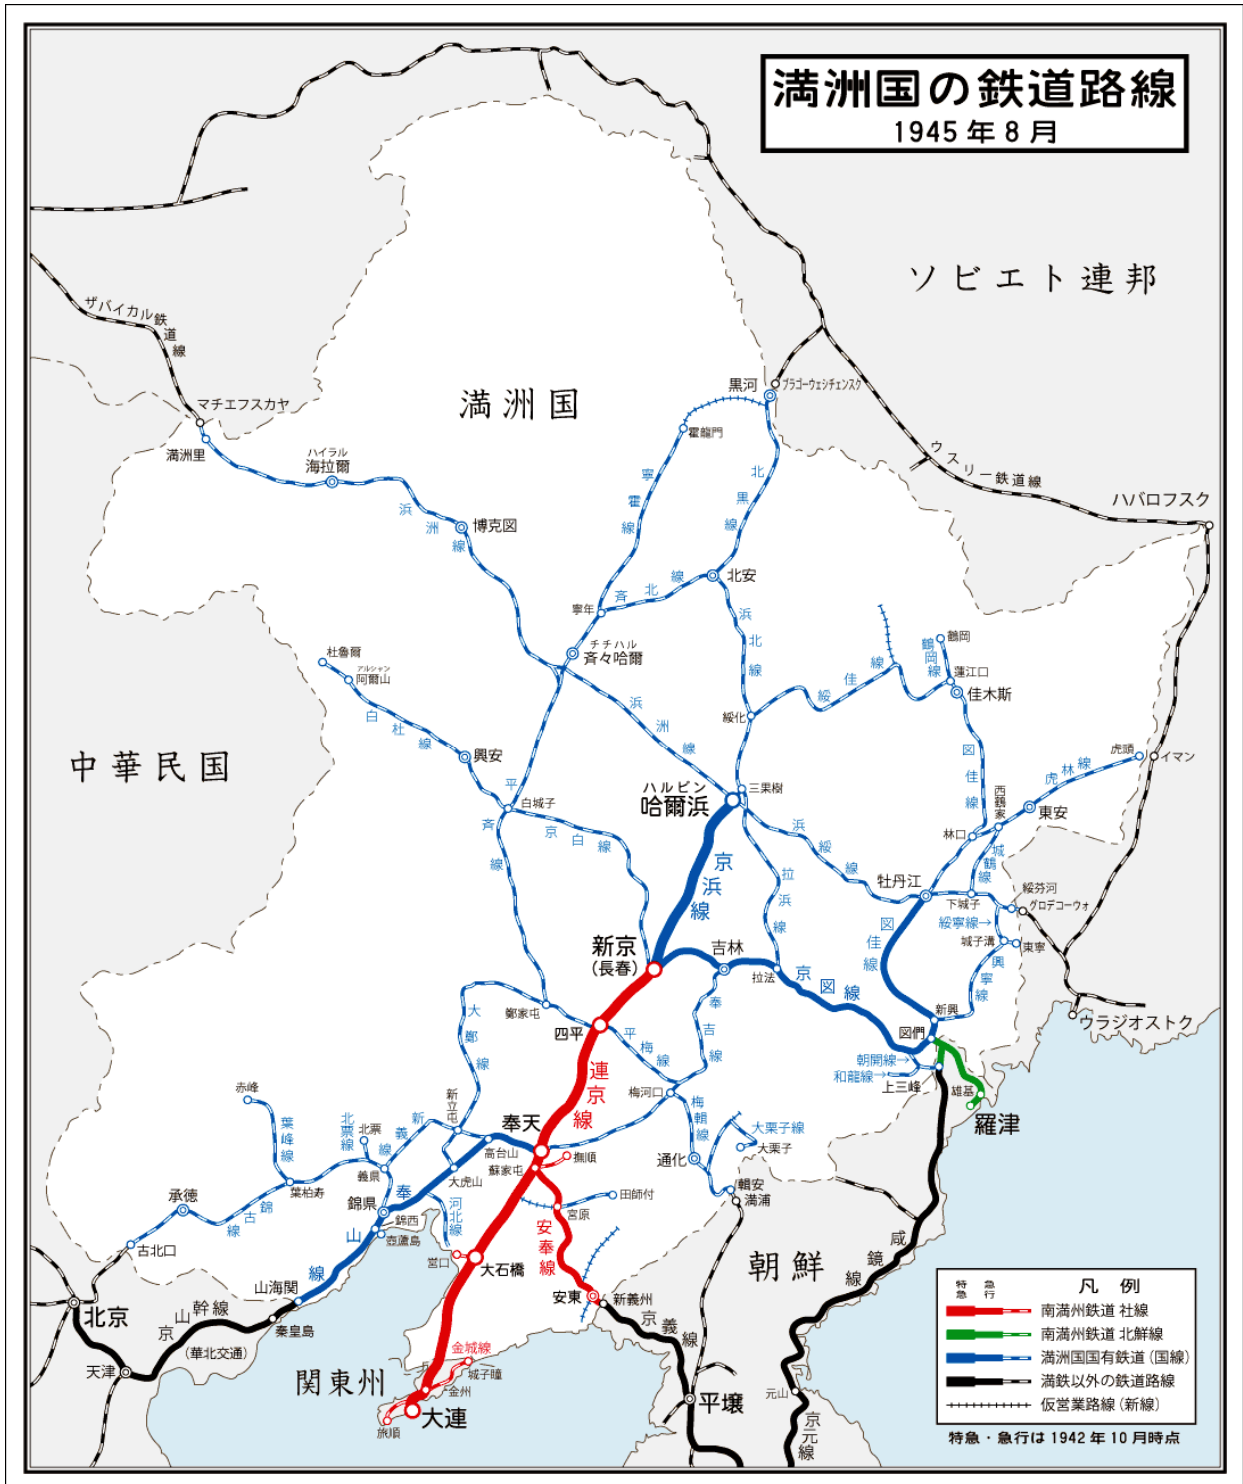 満洲国の鉄道路線
1945年8月
ソビエト連邦
ザバイカル鉄道線
マチエフスカヤ
満洲里
ハイラル
海拉爾
浜洲線
博克図
満洲国
黒河
ブラゴーウェシチェンスク
霍龍門
寧霍線
北黒線
ウスリー鉄道線
ハバロフスク
北安
斉北線
寧年
チチハル
斉々哈爾
浜北線
鶴岡
鶴岡線
蓮江口
佳木斯
綏佳線
綏化
図佳線
杜魯爾
アルシャン
阿爾山
白杜線
興安
浜洲線
中華民国
平斉線
白城子
京白線
ハルビン
哈爾浜
三果樹
虎頭
虎林線
イマン
西鶴家
東安
林口
城鶴線
浜綏線
拉浜線
京浜線
牡丹江
下城子
綏芬河
グロデコーウォ
綏寧線→
城子溝
東寧
興寧線
図佳線
新京
(長春)
吉林
拉法
京図線
新興
図們
ウラジオストク
朝開線→
和龍線→
上三峰
雄基
羅津
大鄭線
鄭家屯
四平
平梅線
奉吉線
連京線
梅河口
梅輯線
大栗子線
大栗子
通化
輯安
満浦
赤峰
葉峰線
北票線
北票
新義線
新立屯
奉天
高台山
蘇家屯
撫順
義県
大虎山
葉柏寿
承徳
錦古線
錦県
奉山線
河北線
田師付
宮原
錦西
壺蘆島
古北口
安奉線
営口
大石橋
山海関
安東
新義州
朝鮮
咸鏡線
北京
京山幹線
秦皇島
(華北交通)
天津
京義線
関東州
金城線
城子疃
金州
大連
旅順
平壌
元山
京元線
特急
急行
凡例
南満州鉄道 社線
南満州鉄道 北鮮線
満洲国国有鉄道(国線)
満鉄以外の鉄道路線
仮営業路線(新線)
特急・急行は1942年10月時点